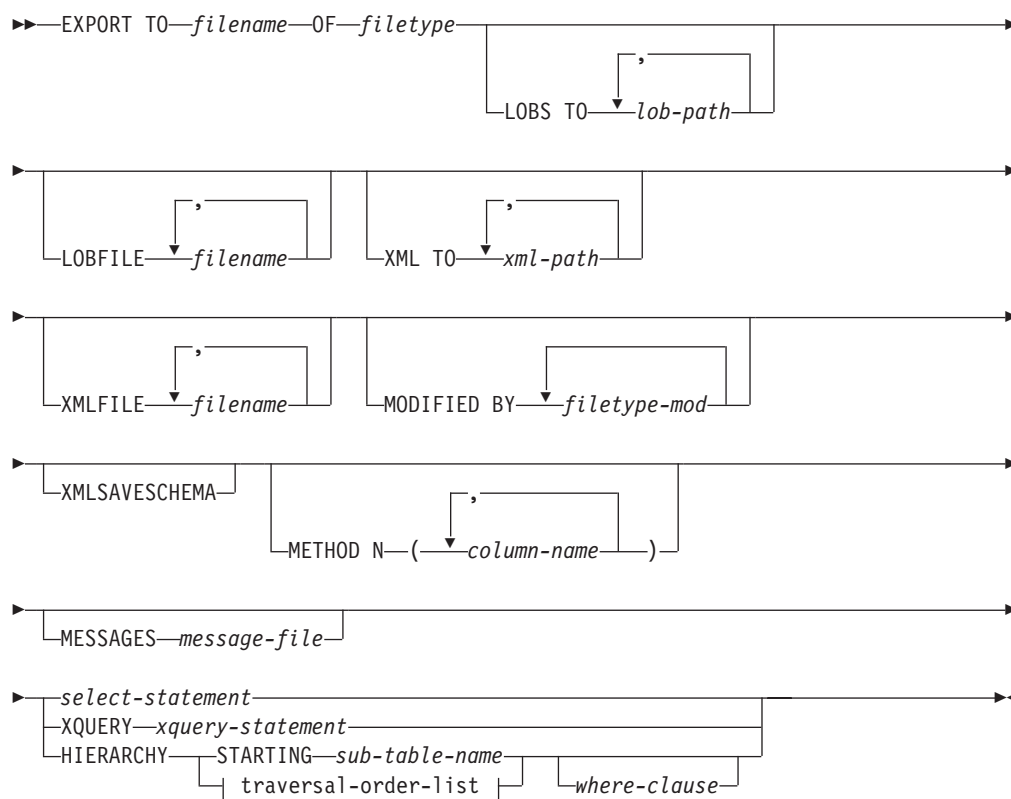 EXPORT TO filename OF filetype
,
LOBS TO lob-path
, ,
LOBFILE filename XML TO xml-path
,
XMLFILE filename MODIFIED BY filetype-mod
XMLSAVESCHEMA
,
METHOD N ( column-name )
MESSAGES message-file
select-statement
XQUERY xquery-statement
HIERARCHY STARTING sub-table-name
traversal-order-list where-clause